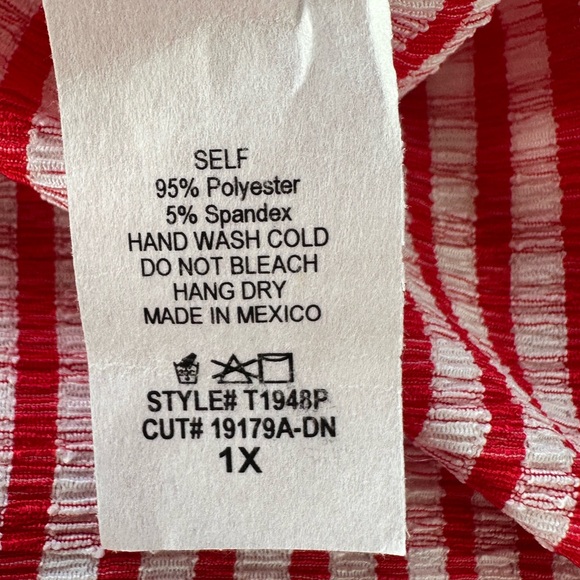 SELF
95% Polyester
5% Spandex
HAND WASH COLD
DO NOT BLEACH
HANG DRY
MADE IN MEXICO
STYLE# T1948P
CUT# 19179A-DN
1X